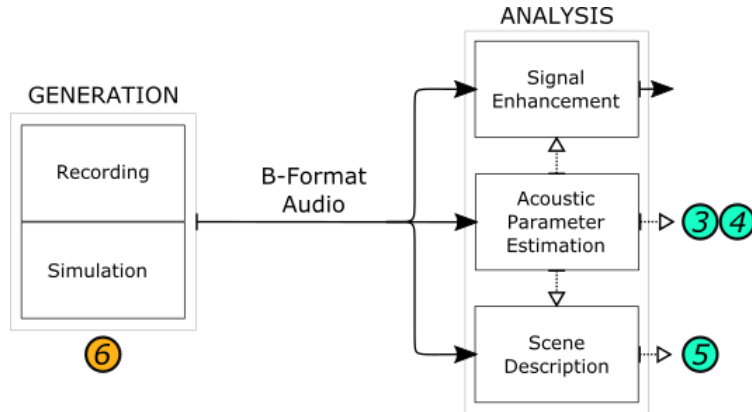 ANALYSIS
GENERATION
Signal
Enhancement
Recording
B-Format
Audio
Acoustic
Parameter
Estimation
3 4
Simulation
6
Scene
Description
5